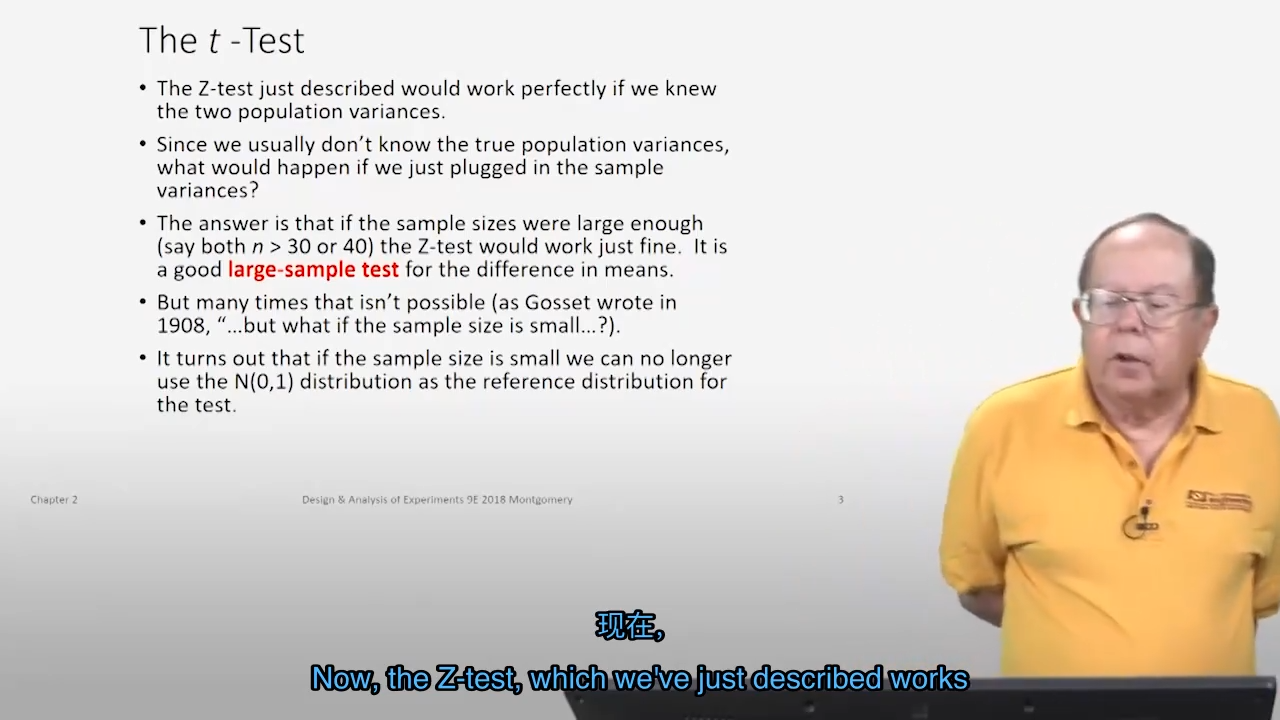 The t -Test
• The Z-test just described would work perfectly if we knew
the two population variances.
• Since we usually don’t know the true population variances,
what would happen if we just plugged in the sample
variances?
• The answer is that if the sample sizes were large enough
(say both n > 30 or 40) the Z-test would work just fine. It is
a good large-sample test for the difference in means.
• But many times that isn’t possible (as Gosset wrote in
1908, “…but what if the sample size is small…?).
• It turns out that if the sample size is small we can no longer
use the N(0,1) distribution as the reference distribution for
the test.
Chapter 2
Design & Analysis of Experiments 9E 2018 Montgomery
3
现在，
Now, the Z-test, which we've just described works